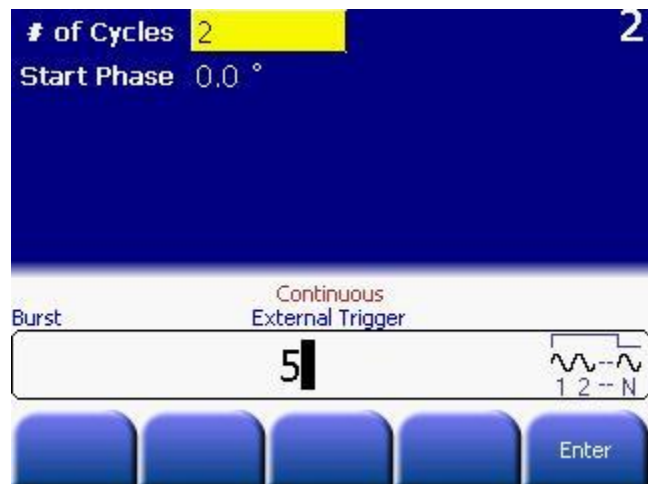 # of Cycles 2 2
Start Phase 0.0 °
Continuous
Burst External Trigger
5
1 2 -- N
Enter